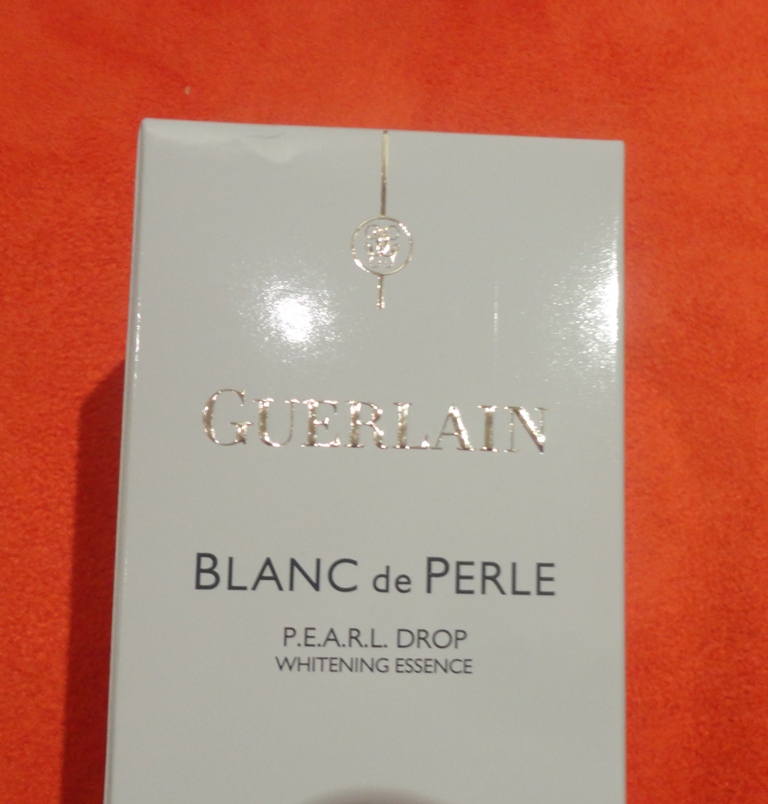 GUERLAIN
BLANC de PERLE
P.E.A.R.L. DROP
WHITENING ESSENCE